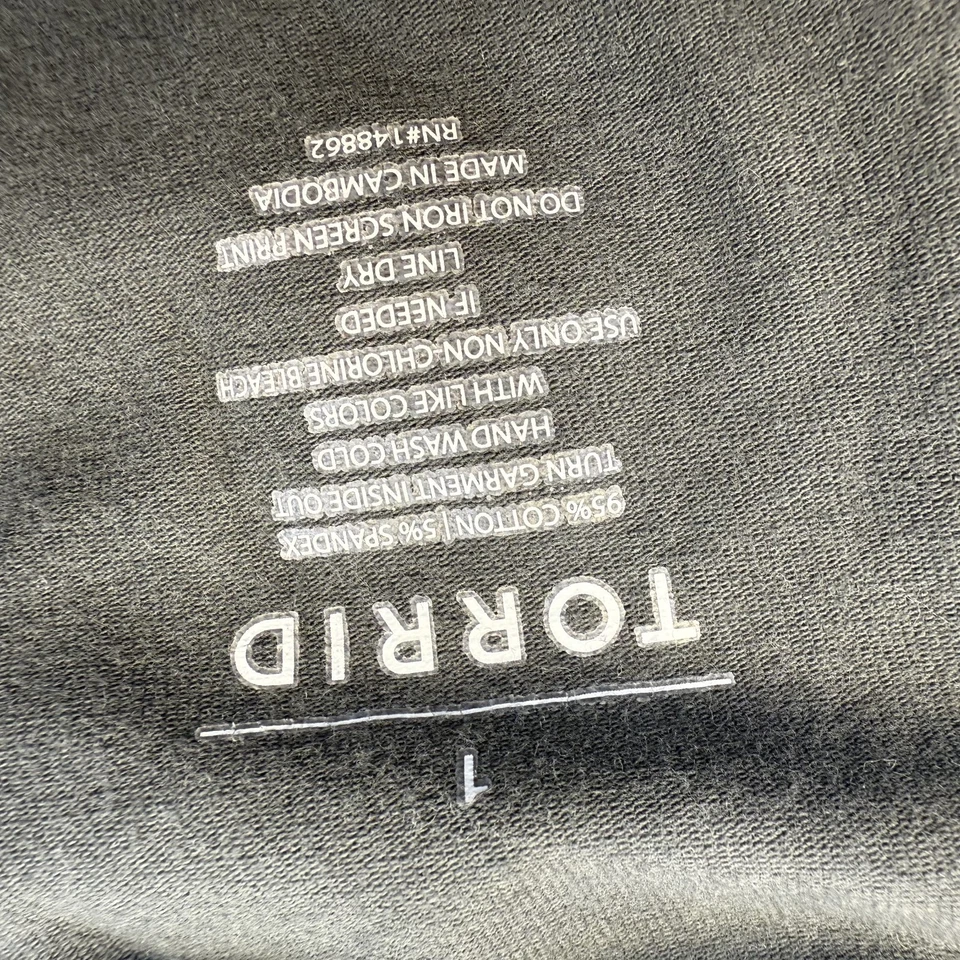 1
TORRID
95% COTTON | 5% SPANDEX
TURN GARMENT INSIDE OUT
HAND WASH COLD
WITH LIKE COLORS
USE ONLY NON-CHLORINE BLEACH
IF NEEDED
LINE DRY
DO NOT IRON SCREEN PRINT
MADE IN CAMBODIA
RN#148862